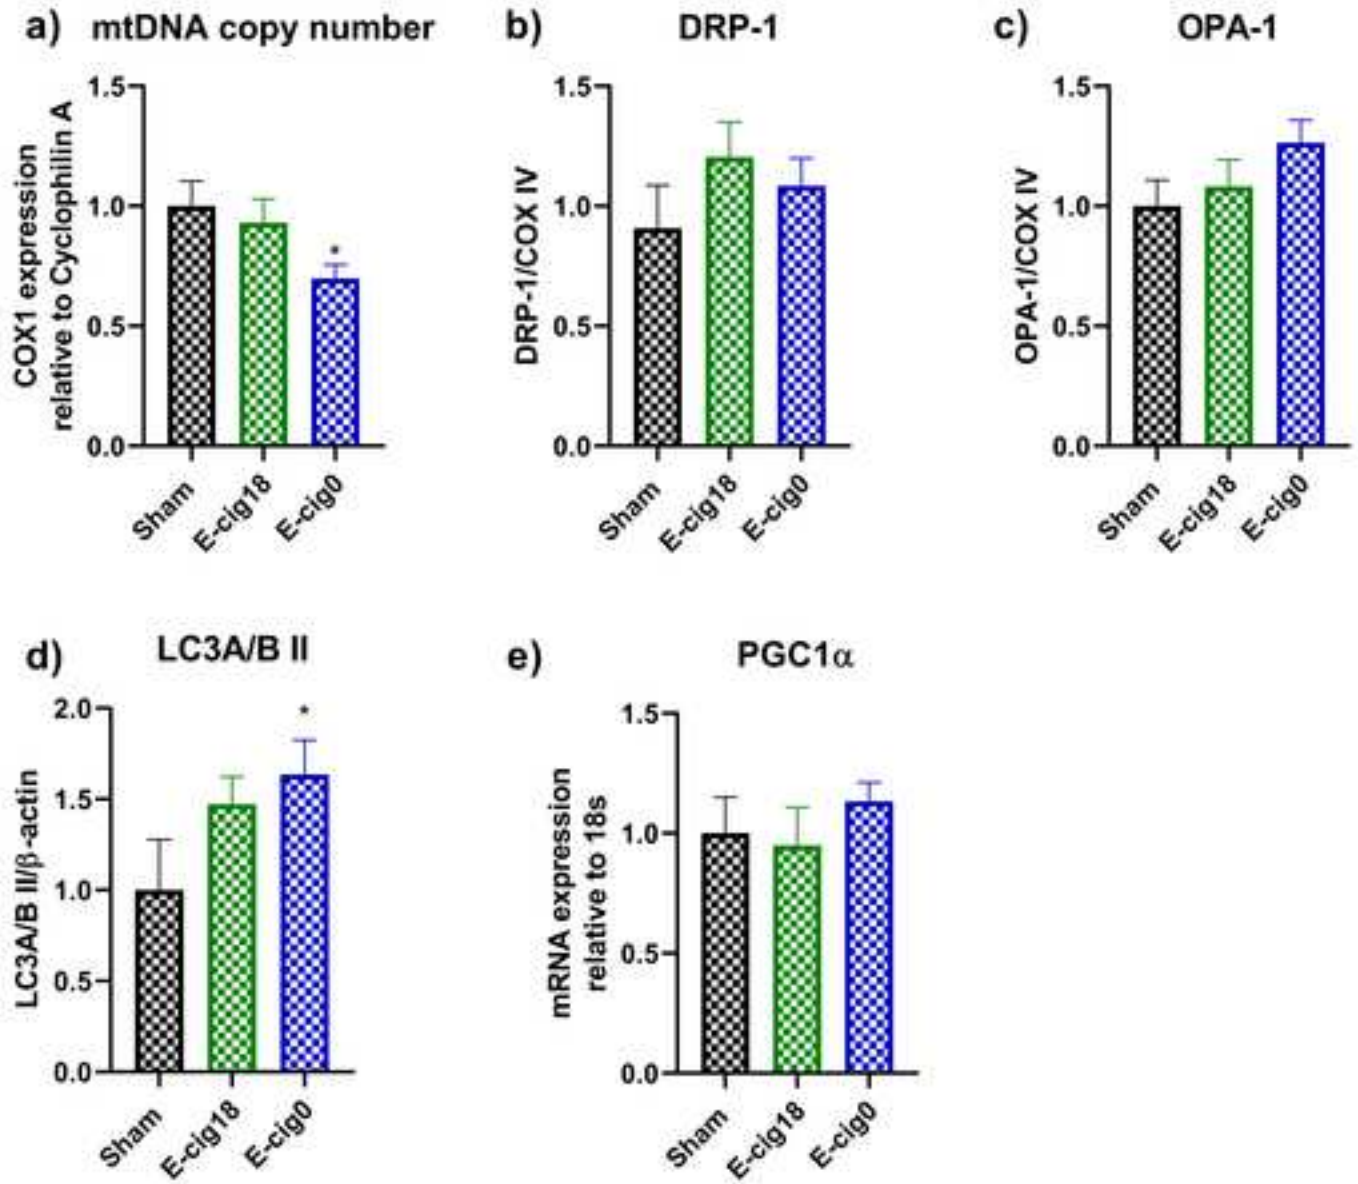 a) mtDNA copy number
COX1 expression
relative to Cyclophilin A
1.5
1.0
0.5
0.0
*
Sham
E-cig18
E-cig0
b) DRP-1
DRP-1/COX IV
1.5
1.0
0.5
0.0
Sham
E-cig18
E-cig0
c) OPA-1
OPA-1/COX IV
1.5
1.0
0.5
0.0
Sham
E-cig18
E-cig0
d) LC3A/B II
LC3A/B II/β-actin
2.0
1.5
1.0
0.5
0.0
*
Sham
E-cig18
E-cig0
e) PGC1α
mRNA expression
relative to 18s
1.5
1.0
0.5
0.0
Sham
E-cig18
E-cig0